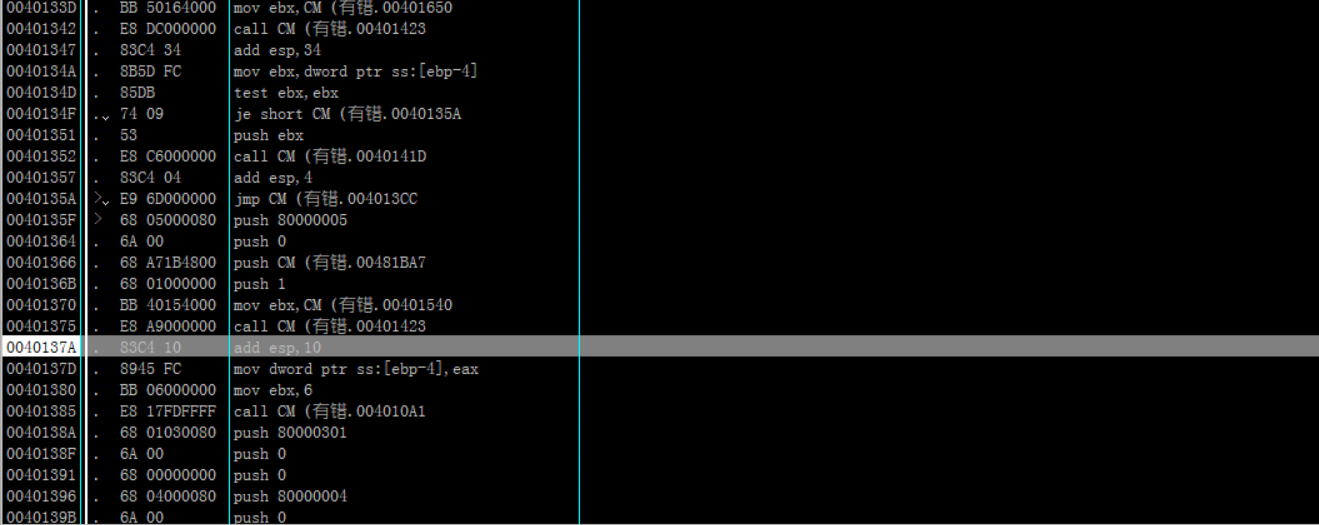 0040133D . BB 50164000 mov ebx,CM (有错.00401650
00401342 . E8 DC000000 call CM (有错.00401423
00401347 . 83C4 34 add esp,34
0040134A . 8B5D FC mov ebx,dword ptr ss:[ebp-4]
0040134D . 85DB test ebx,ebx
0040134F . 74 09 je short CM (有错.0040135A
00401351 . 53 push ebx
00401352 . E8 C6000000 call CM (有错.0040141D
00401357 . 83C4 04 add esp,4
0040135A > E9 6D000000 jmp CM (有错.004013CC
0040135F > 68 05000080 push 80000005
00401364 . 6A 00 push 0
00401366 . 68 A71B4800 push CM (有错.00481BA7
0040136B . 68 01000000 push 1
00401370 . BB 40154000 mov ebx,CM (有错.00401540
00401375 . E8 A9000000 call CM (有错.00401423
0040137A . 83C4 10 add esp,10
0040137D . 8945 FC mov dword ptr ss:[ebp-4],eax
00401380 . BB 06000000 mov ebx,6
00401385 . E8 17FDFFFF call CM (有错.004010A1
0040138A . 68 01030080 push 80000301
0040138F . 6A 00 push 0
00401391 . 68 00000000 push 0
00401396 . 68 04000080 push 80000004
0040139B . 6A 00 push 0